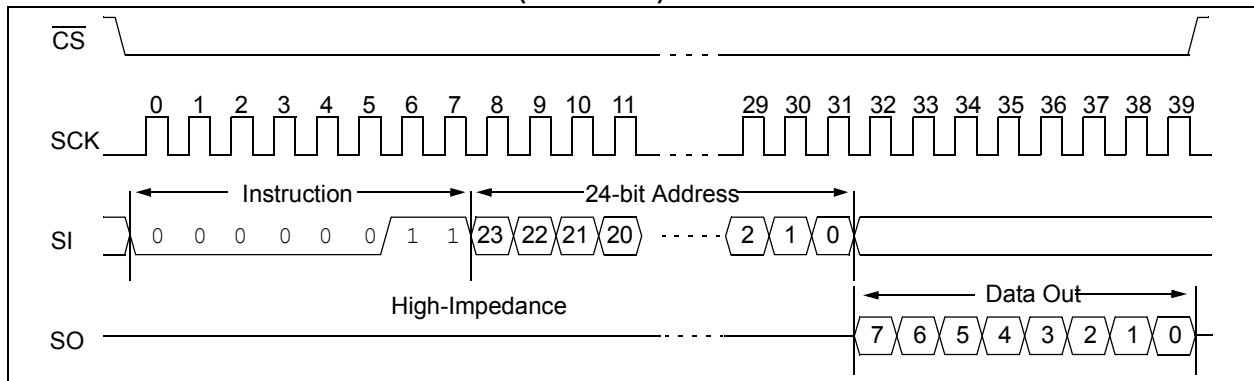 CS
0 1 2 3 4 5 6 7 8 9 10 11 29 30 31 32 33 34 35 36 37 38 39
SCK
Instruction 24-bit Address
SI 0 0 0 0 0 0 1 1 23 22 21 20 2 1 0
High-Impedance Data Out
SO 7 6 5 4 3 2 1 0